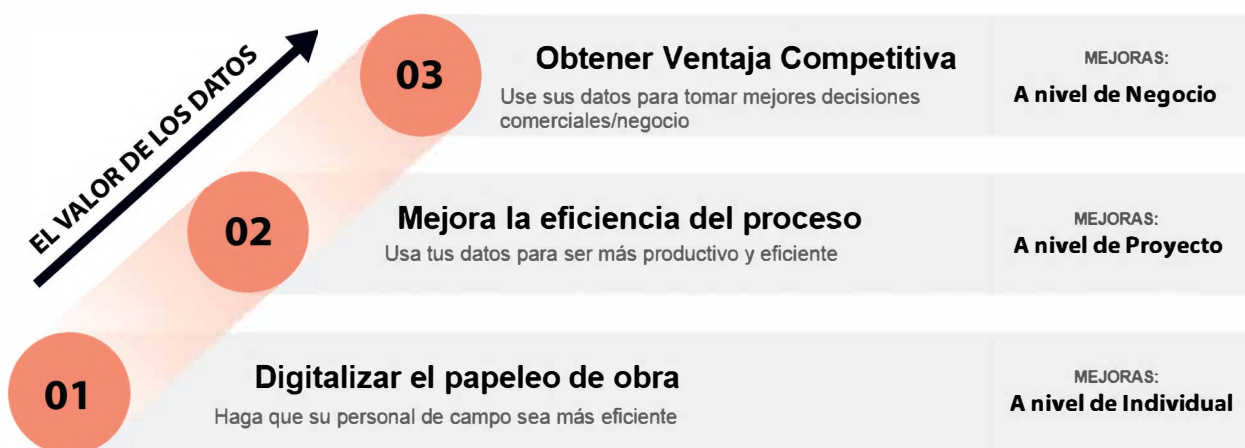 EL VALOR DE LOS DATOS
03
Obtener Ventaja Competitiva
Use sus datos para tomar mejores decisiones
comerciales/negocio
MEJORAS:
A nivel de Negocio
02
Mejora la eficiencia del proceso
Usa tus datos para ser más productivo y eficiente
MEJORAS:
A nivel de Proyecto
01
Digitalizar el papeleo de obra
Haga que su personal de campo sea más eficiente
MEJORAS:
A nivel de Individual